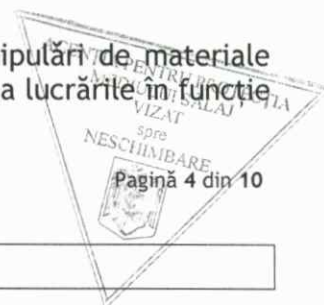 ipulări de materiale
a lucrările în funcție
AGENȚIA PENTRU PROTECȚIA
MEDIULUI SĂLAJ
VIZAT
spre
NESCHIMBARE
Pagină 4 din 10